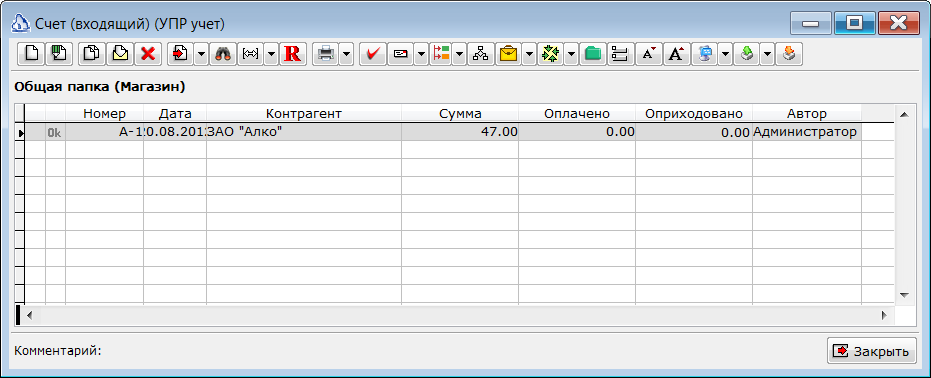 Счет (входящий) (УПР учет)
R
A A
Общая папка (Магазин)
Номер Дата Контрагент Сумма Оплачено Оприходовано Автор
Ok А-1 0.08.201 ЗАО "Алко" 47.00 0.00 0.00 Администратор
Комментарий:
Закрыть